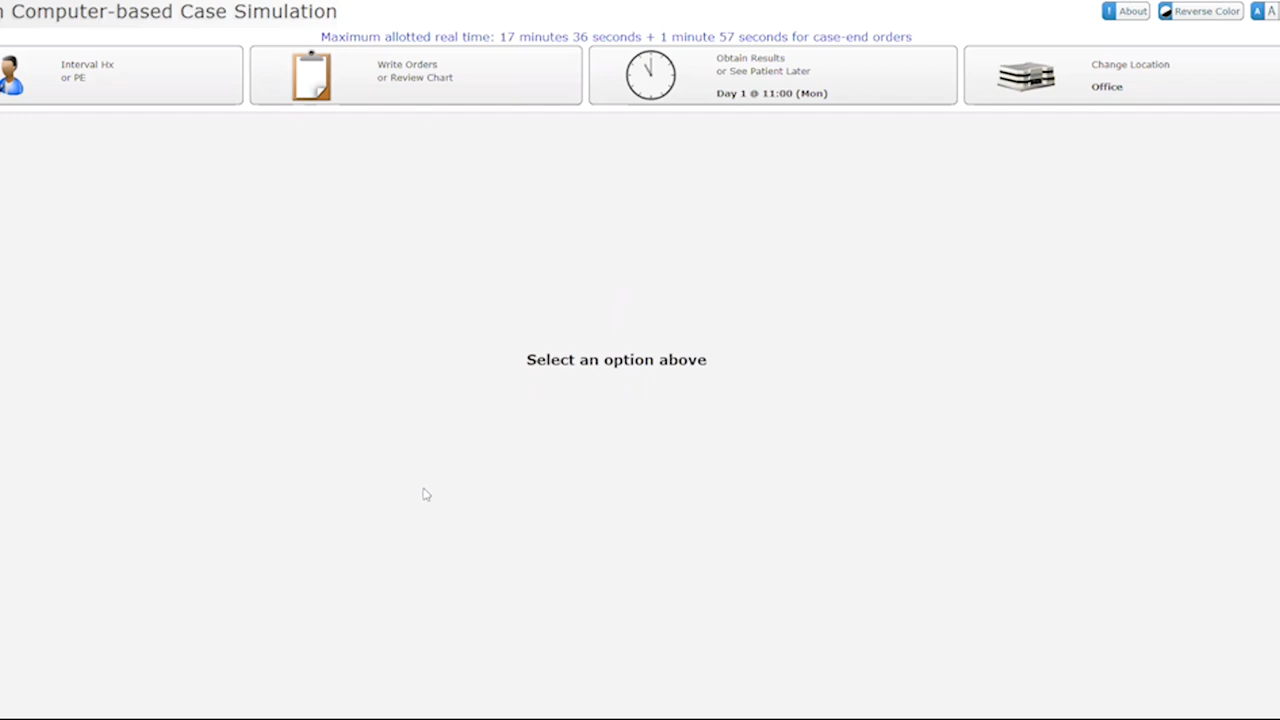 n Computer-based Case Simulation
! About
Reverse Color
A A
Maximum allotted real time: 17 minutes 36 seconds + 1 minute 57 seconds for case-end orders
Interval Hx
or PE
Write Orders
or Review Chart
Obtain Results
or See Patient Later
Day 1 @ 11:00 (Mon)
Change Location
Office
Select an option above